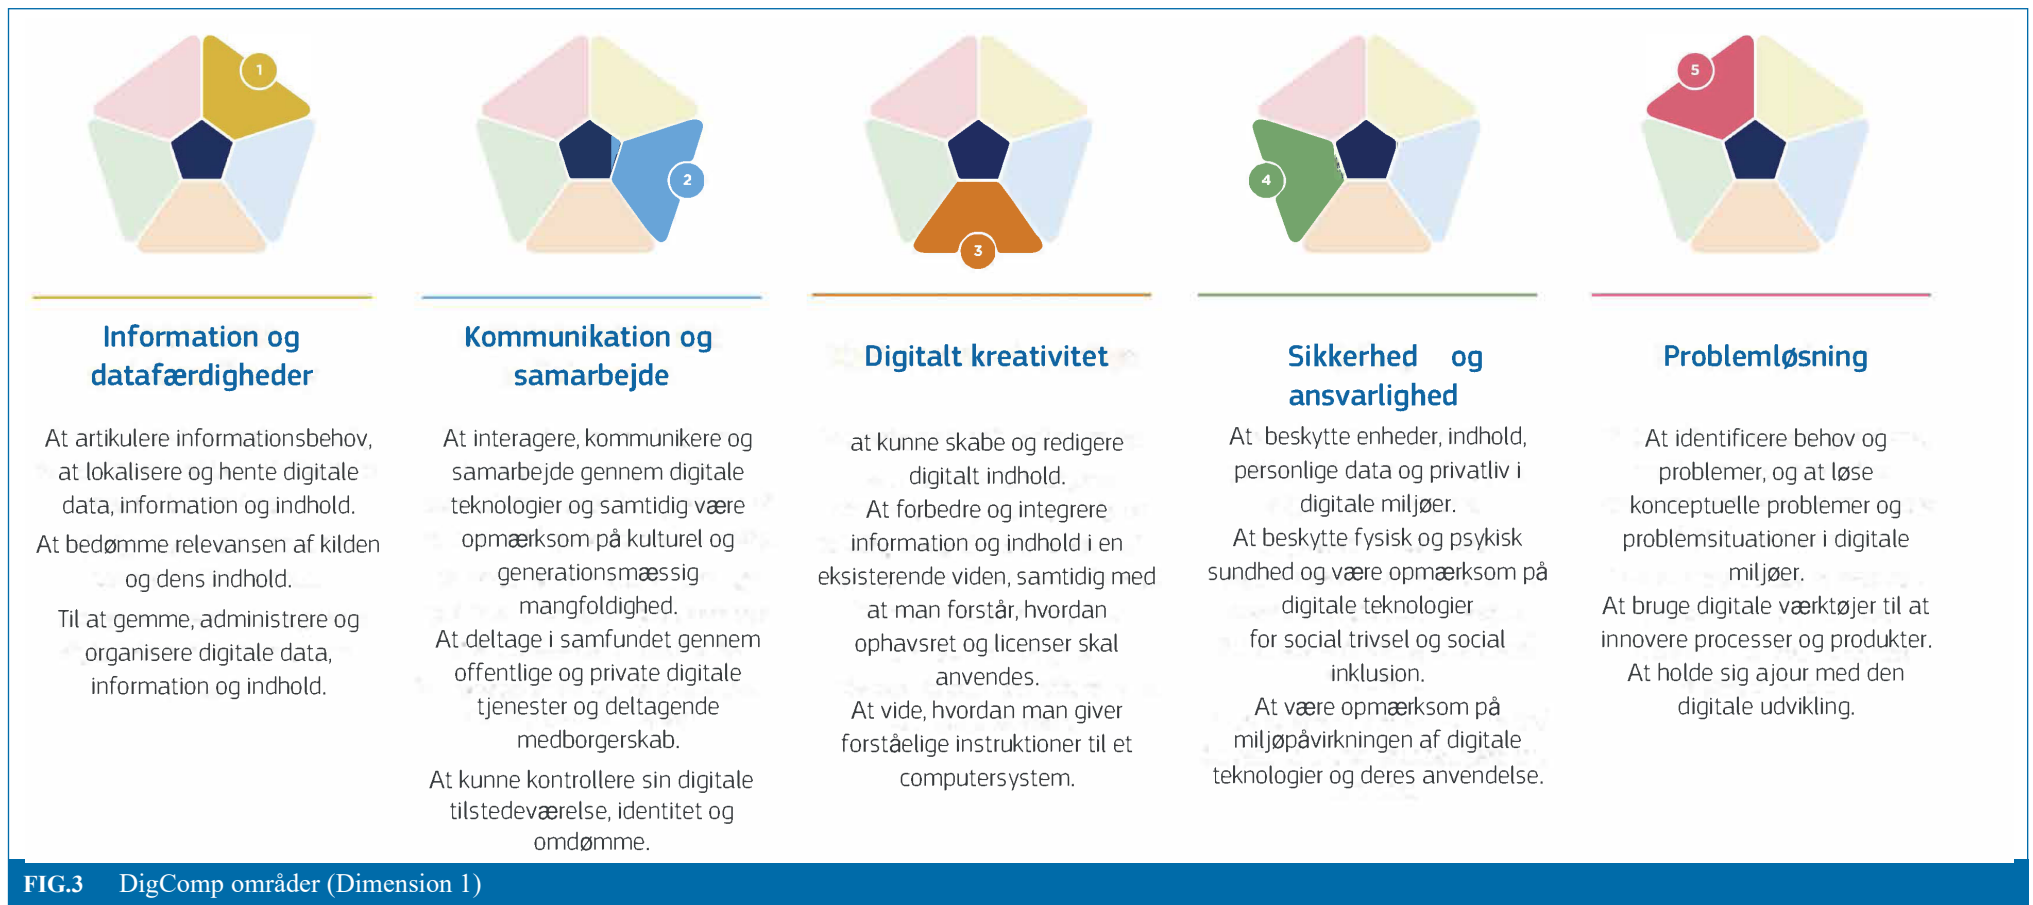 1
Information og
datafærdigheder
At artikulere informationsbehov,
at lokalisere og hente digitale
data, information og indhold.
At bedømme relevansen af kilden
og dens indhold.
Til at gemme, administrere og
organisere digitale data,
information og indhold.
2
Kommunikation og
samarbejde
At interagere, kommunikere og
samarbejde gennem digitale
teknologier og samtidig være
opmærksom på kulturel og
generationsmæssig
mangfoldighed.
At deltage i samfundet gennem
offentlige og private digitale
tjenester og deltagende
medborgerskab.
At kunne kontrollere sin digitale
tilstedeværelse, identitet og
omdømme.
3
Digitalt kreativitet
at kunne skabe og redigere
digitalt indhold.
At forbedre og integrere
information og indhold i en
eksisterende viden, samtidig med
at man forstår, hvordan
ophavsret og licenser skal
anvendes.
At vide, hvordan man giver
forståelige instruktioner til et
computersystem.
4
Sikkerhed og
ansvarlighed
At beskytte enheder, indhold,
personlige data og privatliv i
digitale miljøer.
At beskytte fysisk og psykisk
sundhed og være opmærksom på
digitale teknologier
for social trivsel og social
inklusion.
At være opmærksom på
miljøpåvirkningen af digitale
teknologier og deres anvendelse.
5
Problemløsning
At identificere behov og
problemer, og at løse
konceptuelle problemer og
problemsituationer i digitale
miljøer.
At bruge digitale værktøjer til at
innovere processer og produkter.
At holde sig ajour med den
digitale udvikling.
FIG.3 DigComp områder (Dimension 1)